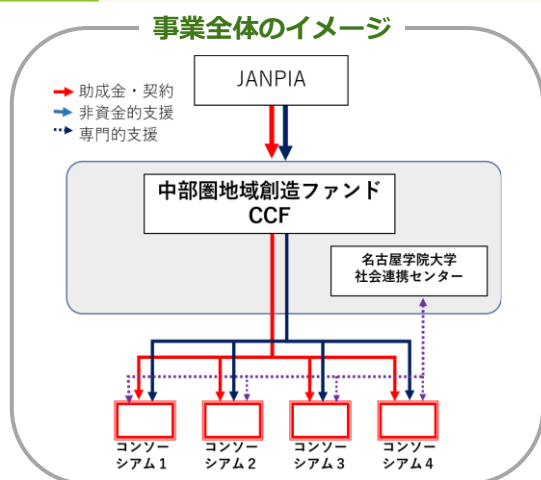 事業全体のイメージ
JANPIA
助成金・契約
非資金的支援
専門的支援
中部圏地域創造ファンド
CCF
名古屋学院大学
社会連携センター
コンソー
シアム1
コンソー
シアム2
コンソー
シアム3
コンソー
シアム4